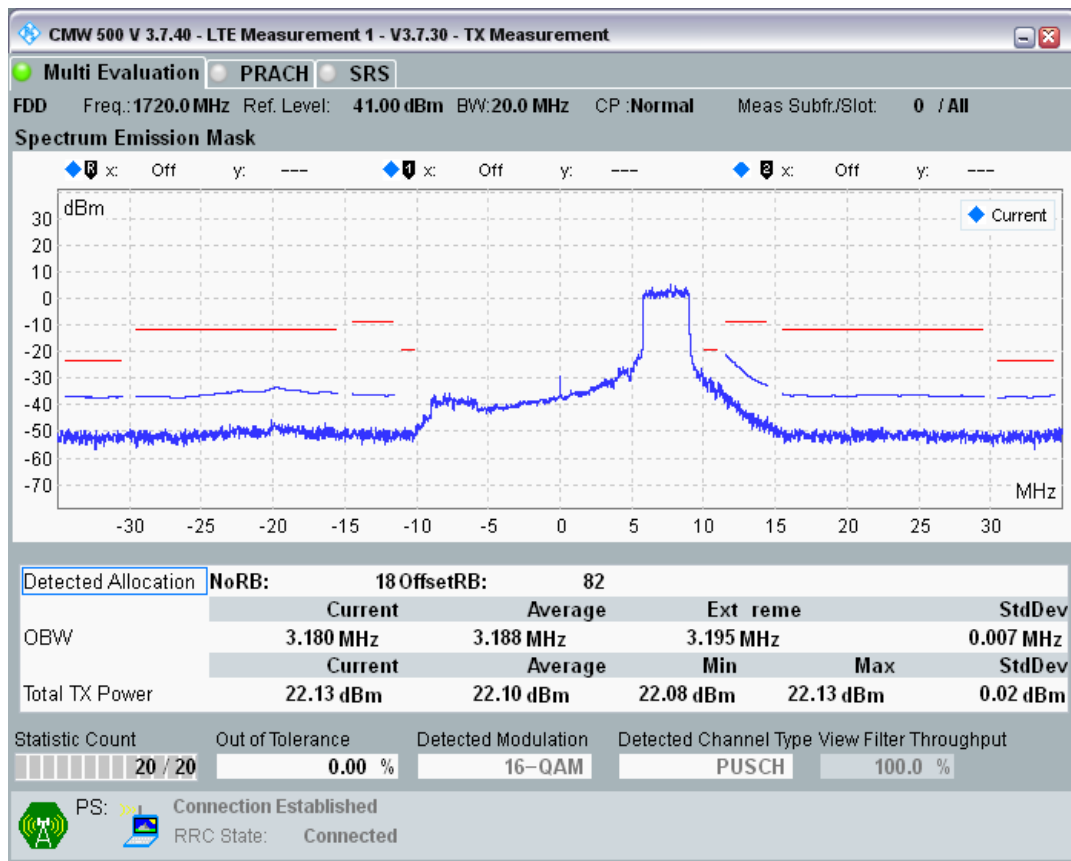 CMW 500 V 3.7.40 - LTE Measurement 1 - V3.7.30 - TX Measurement
Multi Evaluation PRACH SRS
FDD Freq.:1720.0 MHz Ref. Level: 41.00 dBm BW:20.0 MHz CP :Normal Meas Subfr./Slot: 0 / All
Spectrum Emission Mask
R x: Off y: --- 1 x: Off y: --- 2 x: Off y: ---
dBm
Current
30
20
10
0
-10
-20
-30
-40
-50
-60
-70
MHz
-30 -25 -20 -15 -10 -5 0 5 10 15 20 25 30
Detected Allocation NoRB: 18 OffsetRB: 82
Current Average Ext reme StdDev
OBW 3.180 MHz 3.188 MHz 3.195 MHz 0.007 MHz
Current Average Min Max StdDev
Total TX Power 22.13 dBm 22.10 dBm 22.08 dBm 22.13 dBm 0.02 dBm
Statistic Count Out of Tolerance Detected Modulation Detected Channel Type View Filter Throughput
20 / 20 0.00 % 16-QAM PUSCH 100.0 %
PS: Connection Established
RRC State: Connected